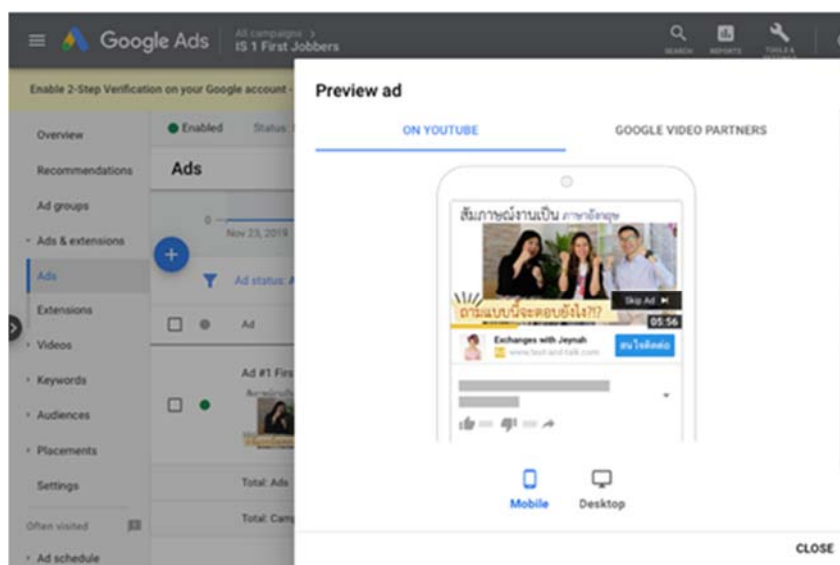 Google Ads
All campaigns >
IS 1 First Jobbers
SEARCH
REPORTS
TOOLS &
Enable 2-Step Verification on your Google account -
Overview
Recommendations
Ad groups
Ads & extensions
Ads
Extensions
Videos
Keywords
Audiences
Placements
Settings
Often visited
Ad schedule
Enabled
Status:
Ads
0
Nov 23, 2019
Ad status:
Ad
Ad #1 Firs
Total: Ads
Total: Camp
Preview ad
ON YOUTUBE
GOOGLE VIDEO PARTNERS
สัมภาษณ์งานเป็น ภาษาอังกฤษ
Skip Ad
ถามแบบนี้จะตอบยังไง?!?
05:56
Exchanges with Jeynah
Ad www.test-and-talk.com
สนใจติดต่อ
Mobile
Desktop
CLOSE